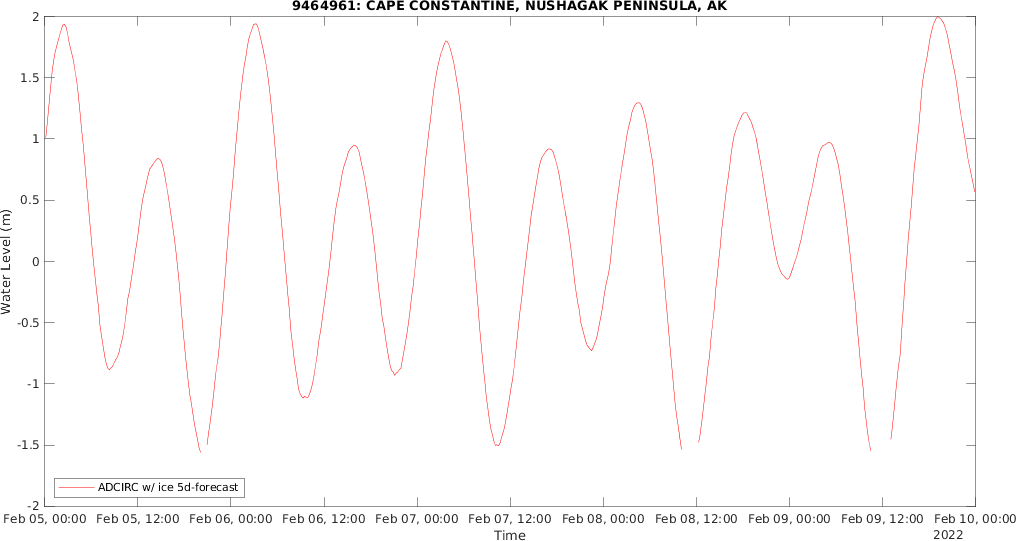 9464961: CAPE CONSTANTINE, NUSHAGAK PENINSULA, AK
2
1.5
1
0.5
0
-0.5
-1
-1.5
-2
Water Level (m)
ADCIRC w/ ice 5d-forecast
Feb 05, 00:00 Feb 05, 12:00 Feb 06, 00:00 Feb 06, 12:00 Feb 07, 00:00 Feb 07, 12:00 Feb 08, 00:00 Feb 08, 12:00 Feb 09, 00:00 Feb 09, 12:00 Feb 10, 00:00
Time
2022